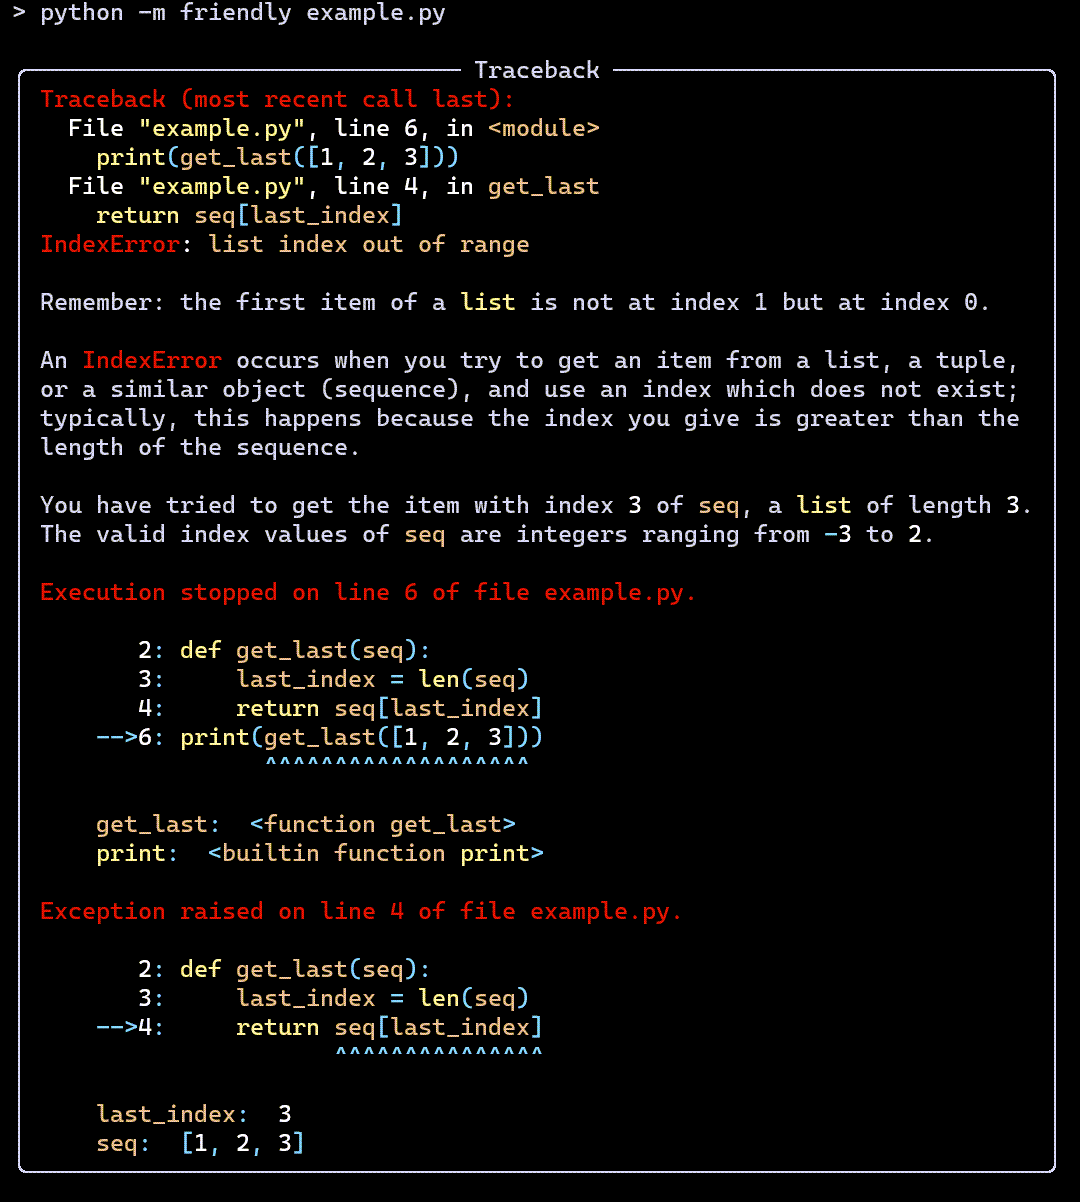 > python -m friendly example.py
Traceback
Traceback (most recent call last):
  File "example.py", line 6, in <module>
    print(get_last([1, 2, 3]))
  File "example.py", line 4, in get_last
    return seq[last_index]
IndexError: list index out of range
Remember: the first item of a list is not at index 1 but at index 0.
An IndexError occurs when you try to get an item from a list, a tuple,
or a similar object (sequence), and use an index which does not exist;
typically, this happens because the index you give is greater than the
length of the sequence.
You have tried to get the item with index 3 of seq, a list of length 3.
The valid index values of seq are integers ranging from -3 to 2.
Execution stopped on line 6 of file example.py.
       2: def get_last(seq):
       3:     last_index = len(seq)
       4:     return seq[last_index]
    -->6: print(get_last([1, 2, 3]))
                ^^^^^^^^^^^^^^^^^^^
    get_last:  <function get_last>
    print:  <builtin function print>
Exception raised on line 4 of file example.py.
       2: def get_last(seq):
       3:     last_index = len(seq)
    -->4:     return seq[last_index]
                     ^^^^^^^^^^^^^^^
    last_index:  3
    seq:  [1, 2, 3]